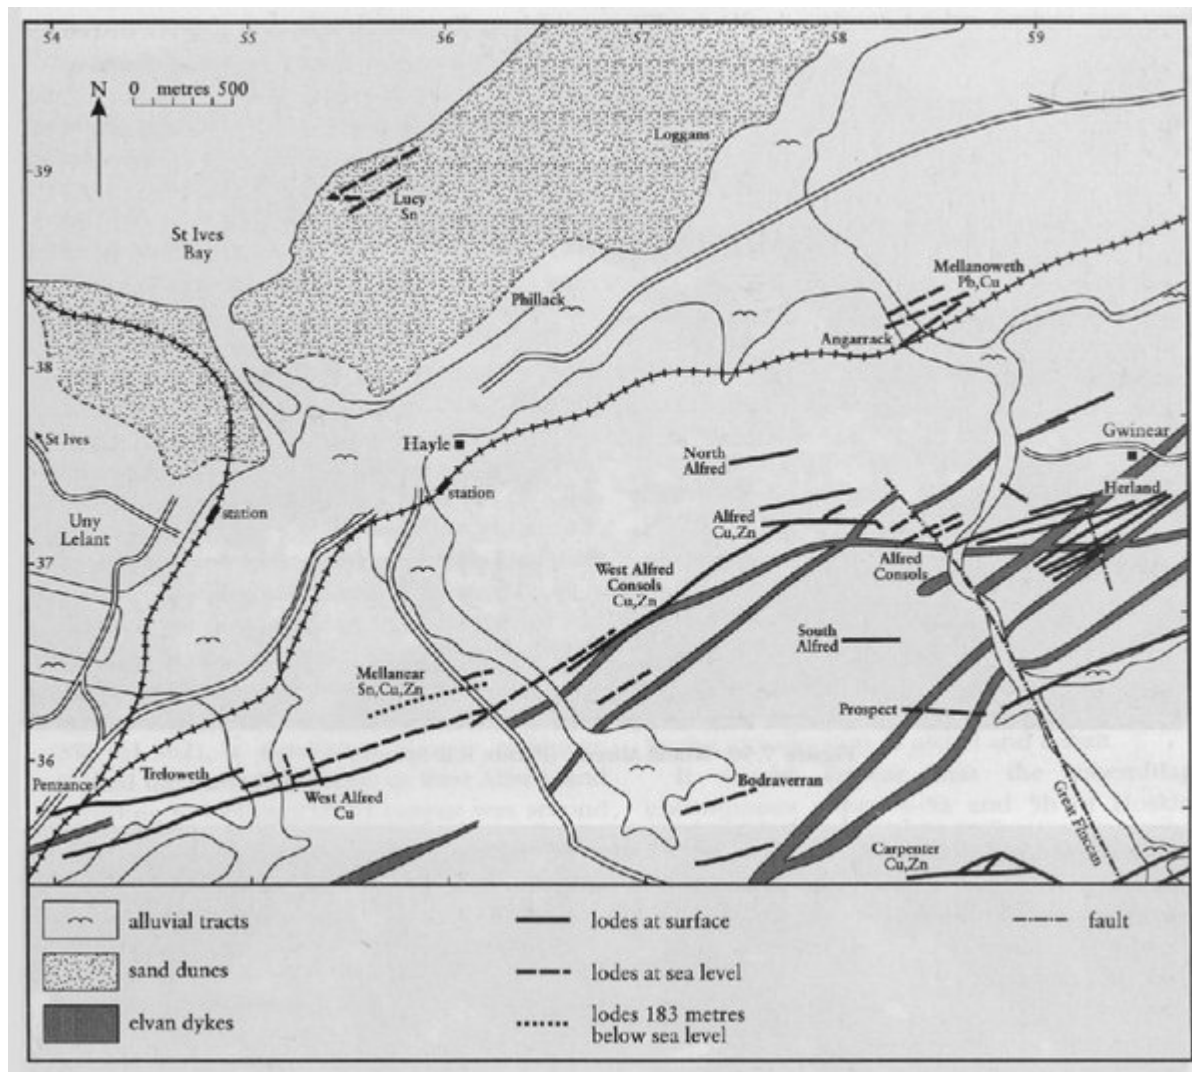 54
55
56
57
58
59
N
0 metres 500
39
Loggans
Lucy
Sn
St Ives
Bay
Mellanoweth
Pb,Cu
Phillack
Angarrack
38
St Ives
Hayle
North
Alfred
Gwinear
station
station
Herland
Uny
Lelant
Alfred
Cu,Zn
37
West Alfred
Consols
Cu,Zn
Alfred
Consols
South
Alfred
Mellanear
Sn,Cu,Zn
Prospect
36
Penzance
Treloweth
West Alfred
Cu
Bodraverran
Great Fluccan
Carpenter
Cu,Zn
alluvial tracts
lodes at surface
fault
sand dunes
lodes at sea level
elvan dykes
lodes 183 metres
below sea level